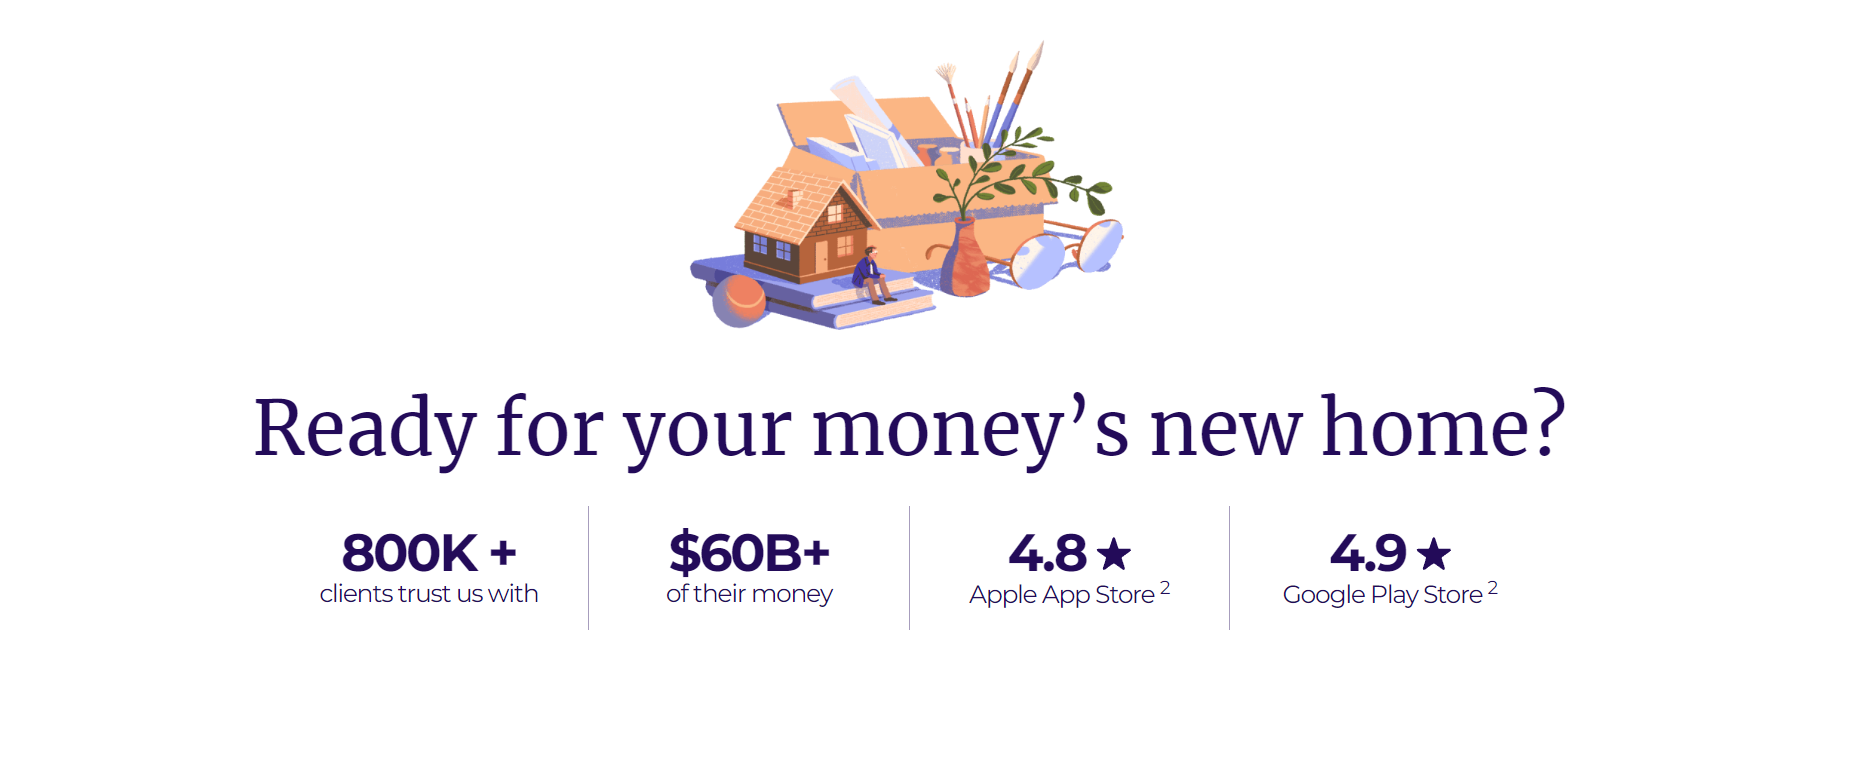 Ready for your money’s new home?
800K +
clients trust us with
$60B+
of their money
4.8 ★
Apple App Store 2
4.9 ★
Google Play Store 2